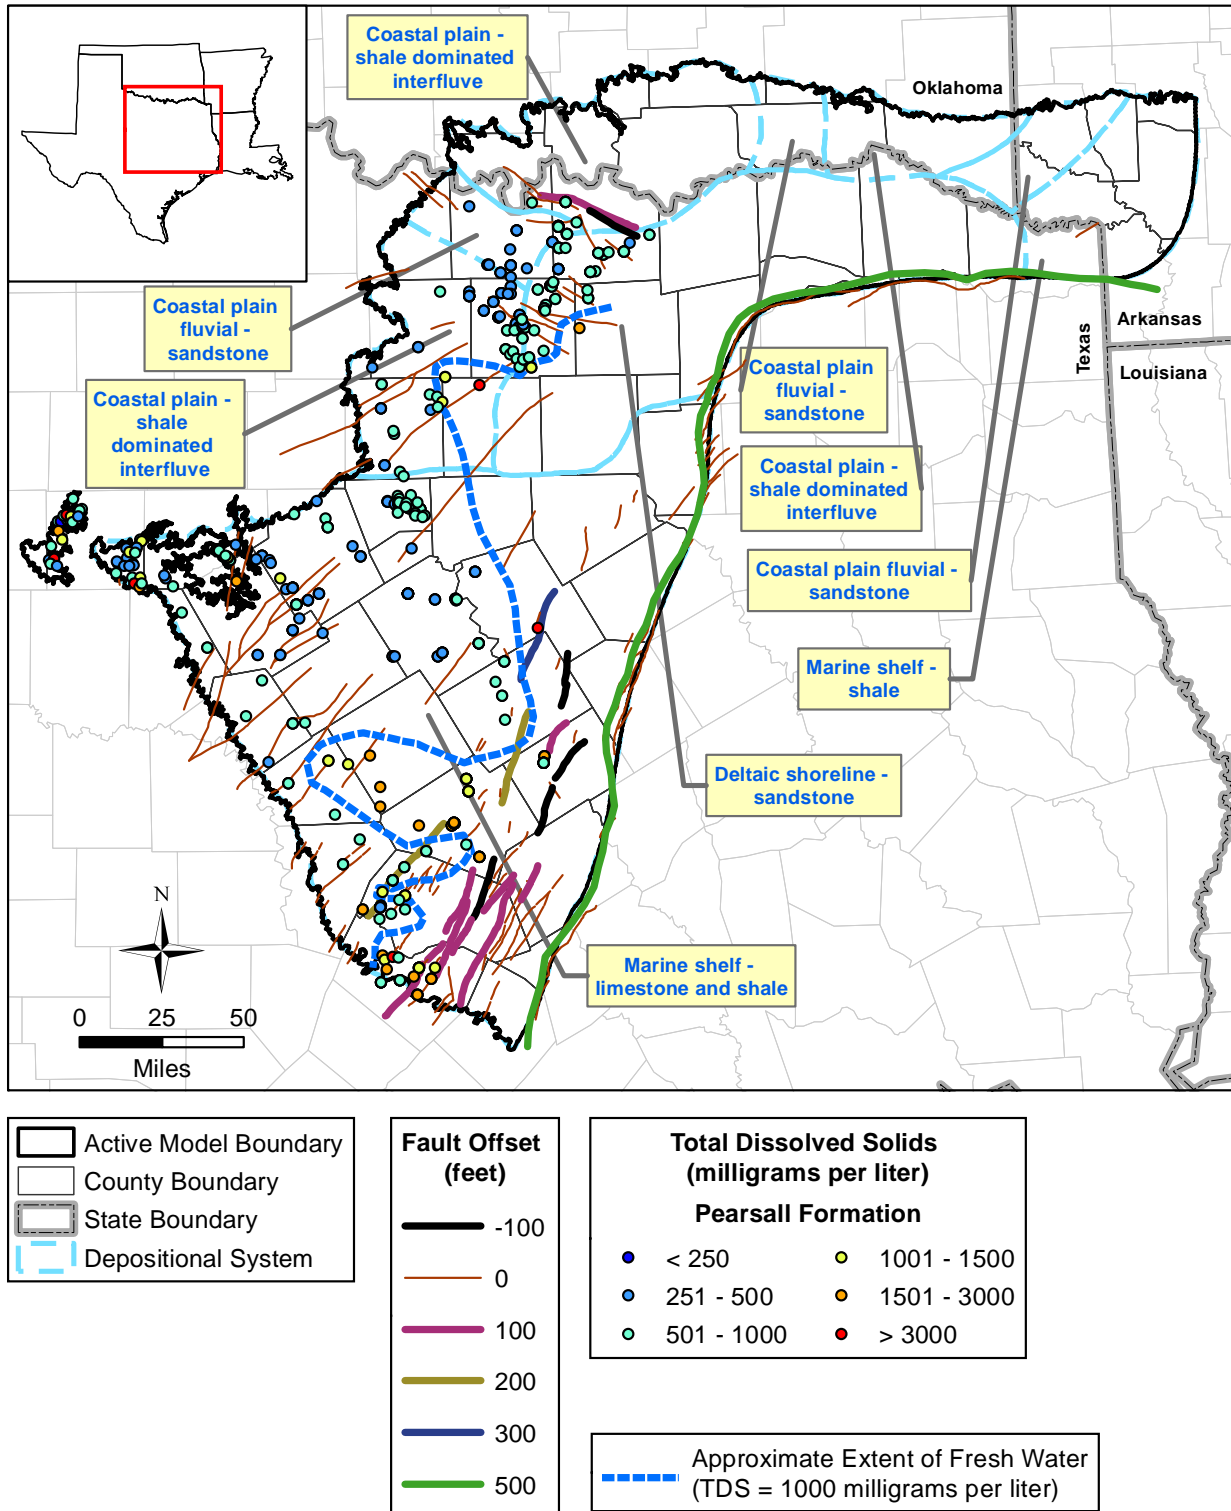 Coastal plain -
shale dominated
interfluve
Oklahoma
Coastal plain
fluvial -
sandstone
Coastal plain -
shale
dominated
interfluve
Texas
Arkansas
Louisiana
Coastal plain
fluvial -
sandstone
Coastal plain -
shale dominated
interfluve
Coastal plain fluvial -
sandstone
Marine shelf -
shale
Deltaic shoreline -
sandstone
Marine shelf -
limestone and shale
N
0 25 50
Miles
Active Model Boundary
County Boundary
State Boundary
Depositional System
Fault Offset
(feet)
-100
0
100
200
300
500
Total Dissolved Solids
(milligrams per liter)
Pearsall Formation
< 250
251 - 500
501 - 1000
1001 - 1500
1501 - 3000
> 3000
Approximate Extent of Fresh Water
(TDS = 1000 milligrams per liter)